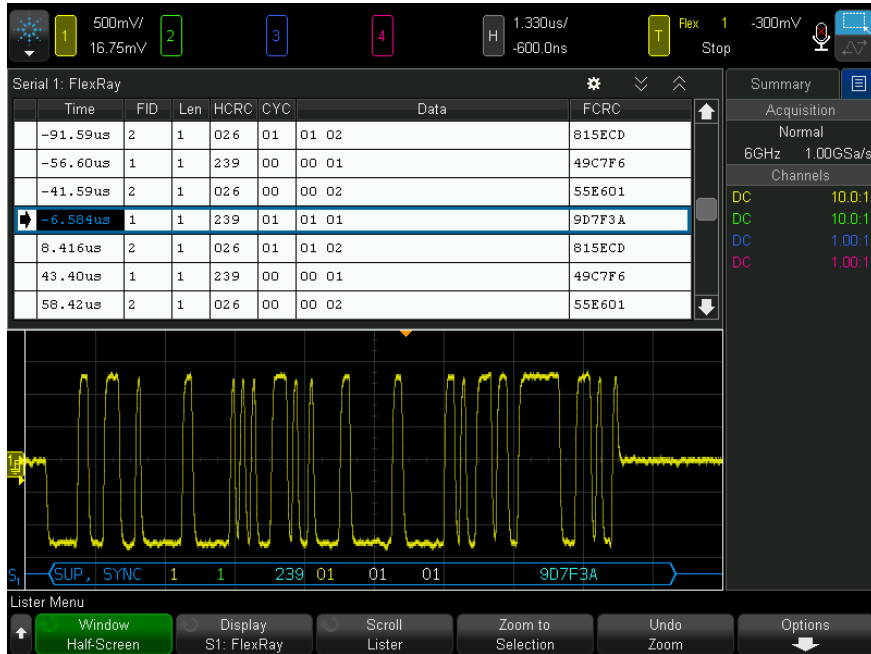 1 500mV/ 2 3 4 H 1.330us/ T Flex 1 -300mV
16.75mV -600.0ns Stop
Serial 1: FlexRay
Summary
Time FID Len HCRC CYC Data FCRC
-91.59us 2 1 026 01 01 02 815ECD
-56.60us 1 1 239 00 00 01 49C7F6
-41.59us 2 1 026 00 00 02 55E601
-6.584us 1 1 239 01 01 01 9D7F3A
8.416us 2 1 026 01 01 02 815ECD
43.40us 1 1 239 00 00 01 49C7F6
58.42us 2 1 026 00 00 02 55E601
Acquisition
Normal
6GHz 1.00GSa/s
Channels
DC 10.0:1
DC 10.0:1
DC 1.00:1
DC 1.00:1
1
S1 SUP, SYNC 1 1 239 01 01 01 9D7F3A
Lister Menu
Window Display Scroll Zoom to Undo Options
Half-Screen S1: FlexRay Lister Selection Zoom